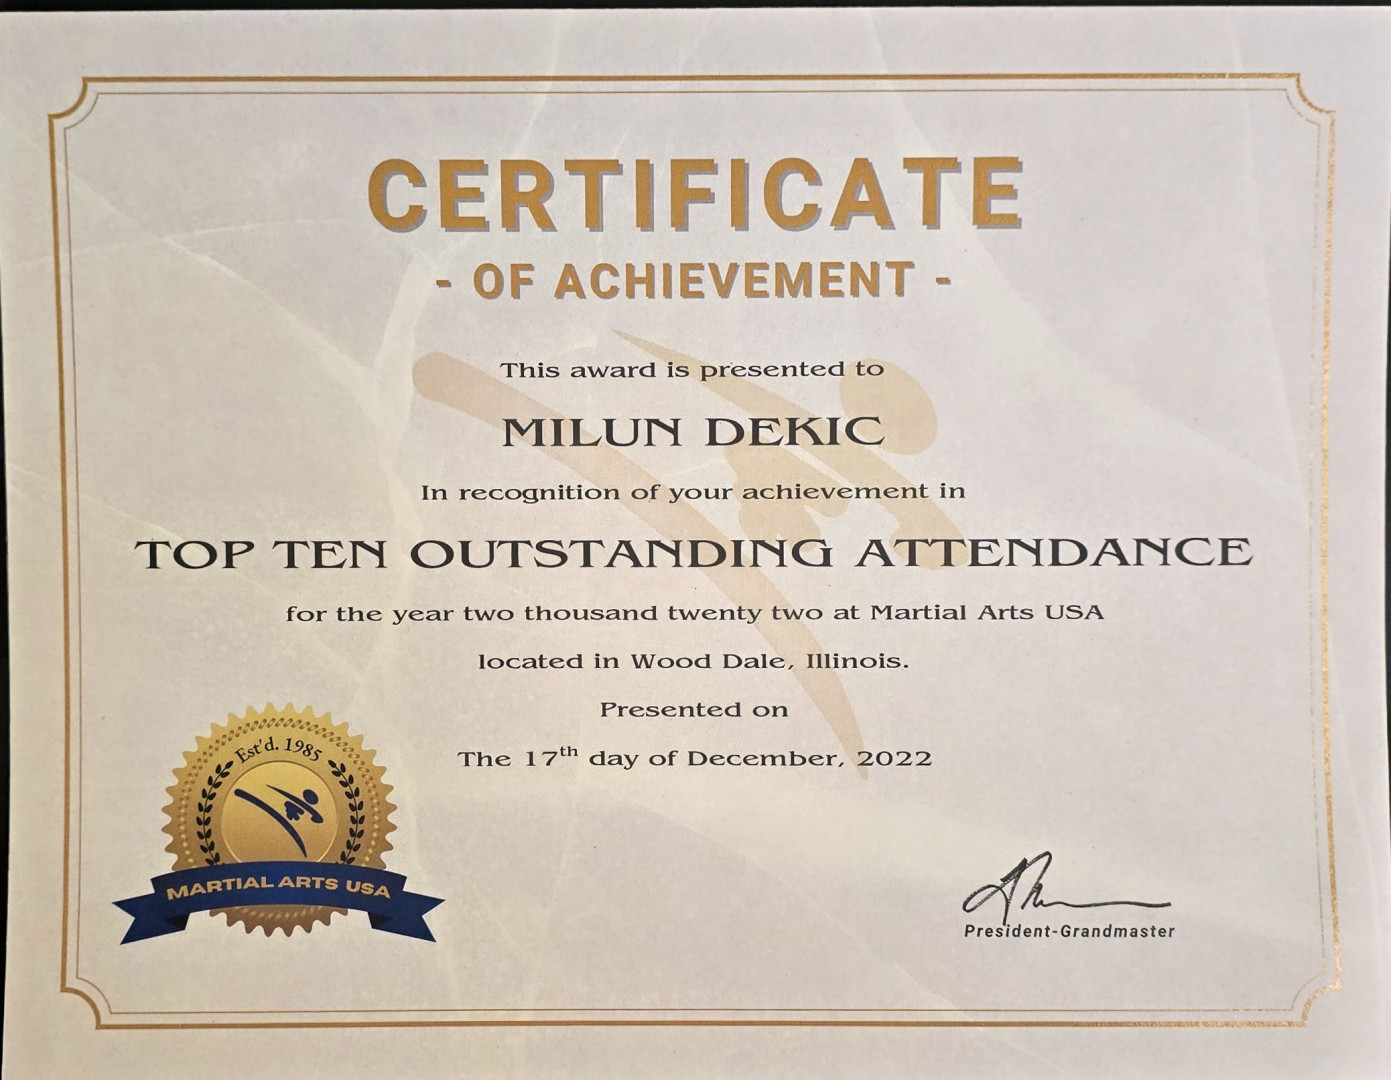 CERTIFICATE
- OF ACHIEVEMENT -
This award is presented to
MILUN DEKIC
In recognition of your achievement in
TOP TEN OUTSTANDING ATTENDANCE
for the year two thousand twenty two at Martial Arts USA
located in Wood Dale, Illinois.
Presented on
The 17th day of December, 2022
Est'd. 1985
MARTIAL ARTS USA
President-Grandmaster